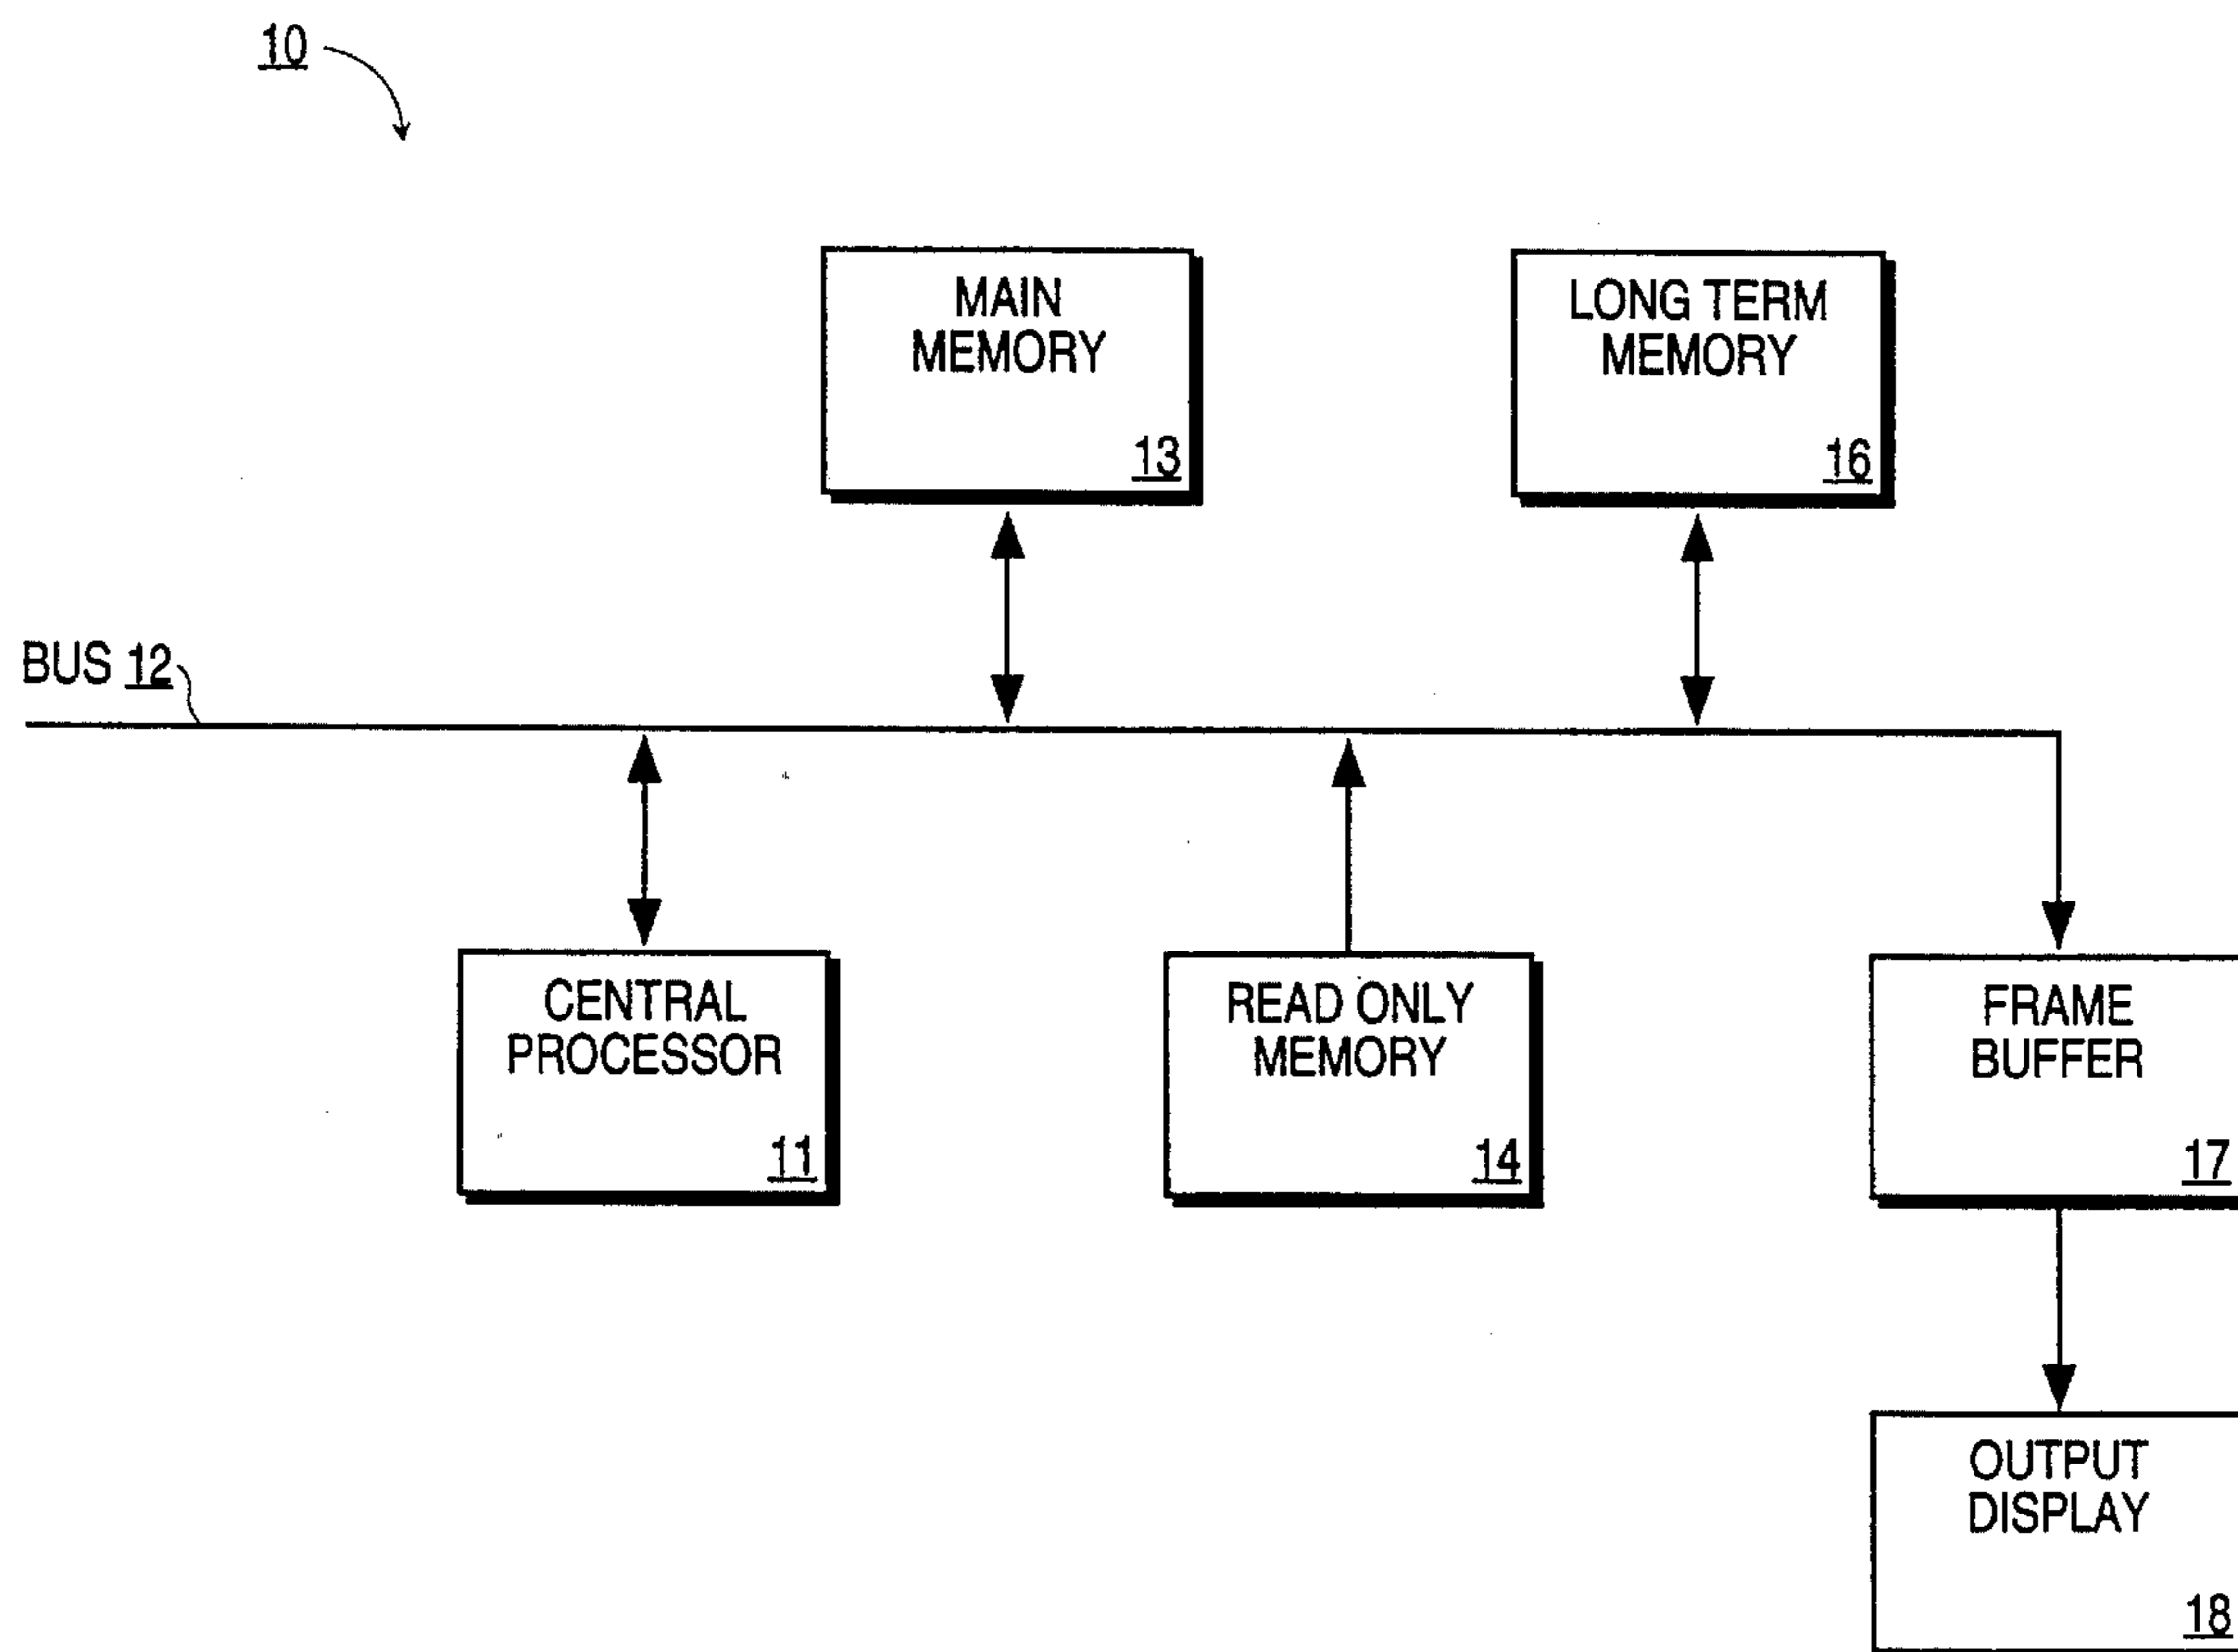 10
MAIN
MEMORY
13
LONG TERM
MEMORY
16
BUS 12
CENTRAL
PROCESSOR
11
READ ONLY
MEMORY
14
FRAME
BUFFER
17
OUTPUT
DISPLAY
18